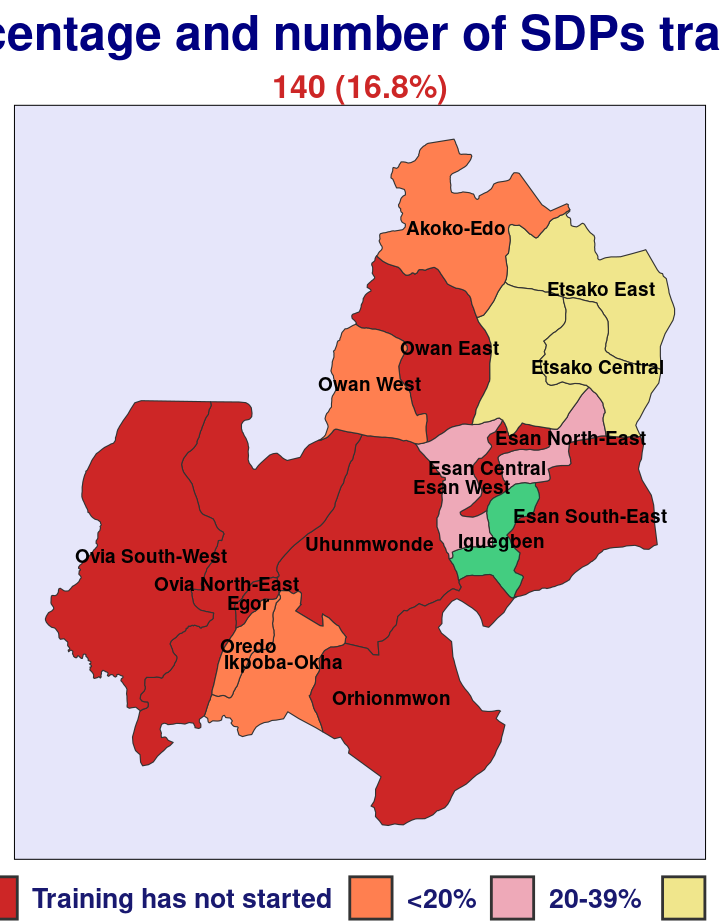 centage and number of SDPs tra
140 (16.8%)
Akoko-Edo
Etsako East
Owan East
Etsako Central
Owan West
Esan North-East
Esan Central
Esan West
Esan South-East
Iguegben
Uhunmwonde
Ovia South-West
Ovia North-East
Egor
Oredo
Ikpoba-Okha
Orhionmwon
Training has not started <20% 20-39%